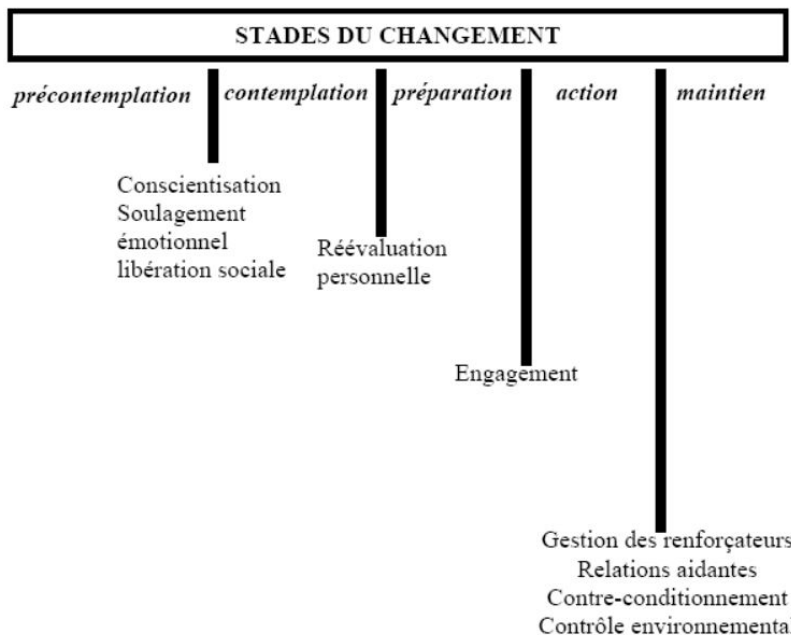 STADES DU CHANGEMENT
précontemplation contemplation préparation action maintien
Conscientisation
Soulagement
émotionnel
libération sociale
Réévaluation
personnelle
Engagement
Gestion des renforçateurs
Relations aidantes
Contre-conditionnement
Contrôle environnemental